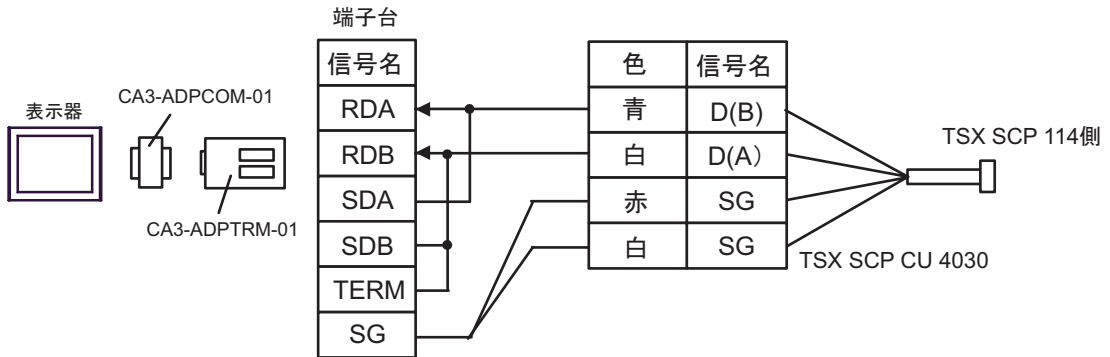 端子台
表示器
CA3-ADPCOM-01
CA3-ADPTRM-01
信号名
RDA
RDB
SDA
SDB
TERM
SG
色 信号名
青 D(B)
白 D(A）
赤 SG
白 SG
TSX SCP 114側
TSX SCP CU 4030